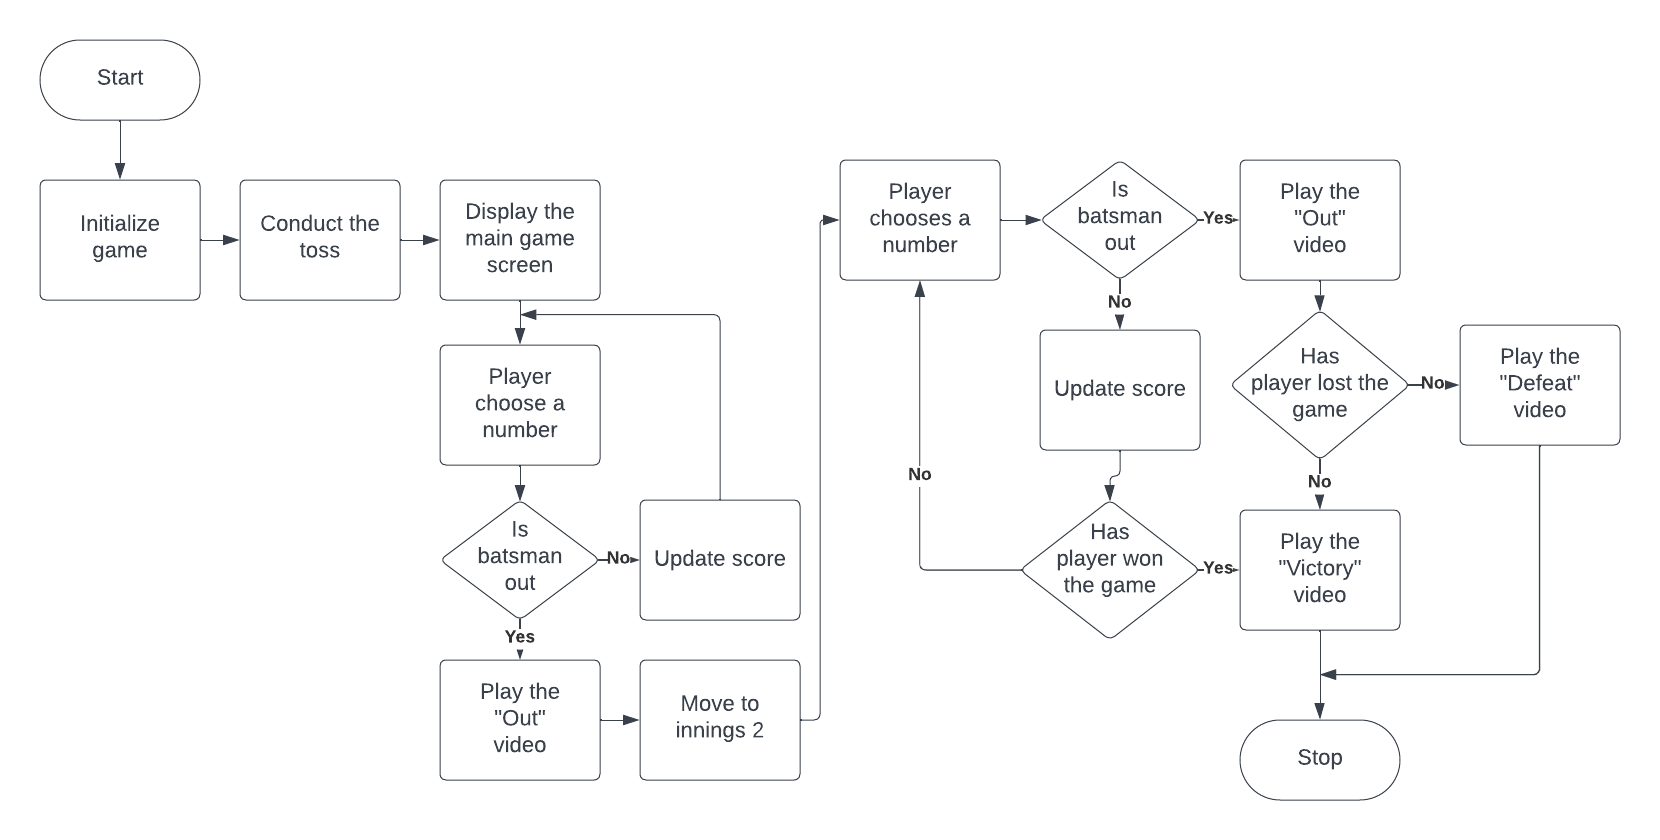 Start
Initialize
game
Conduct the
toss
Display the
main game
screen
Player
choose a
number
Is
batsman
out
No
Update score
Yes
Play the
"Out"
video
Move to
innings 2
Player
chooses a
number
Is
batsman
out
Yes
Play the
"Out"
video
No
Update score
Has
player won
the game
No
Yes
Has
player lost the
game
No
Play the
"Defeat"
video
No
Play the
"Victory"
video
Stop